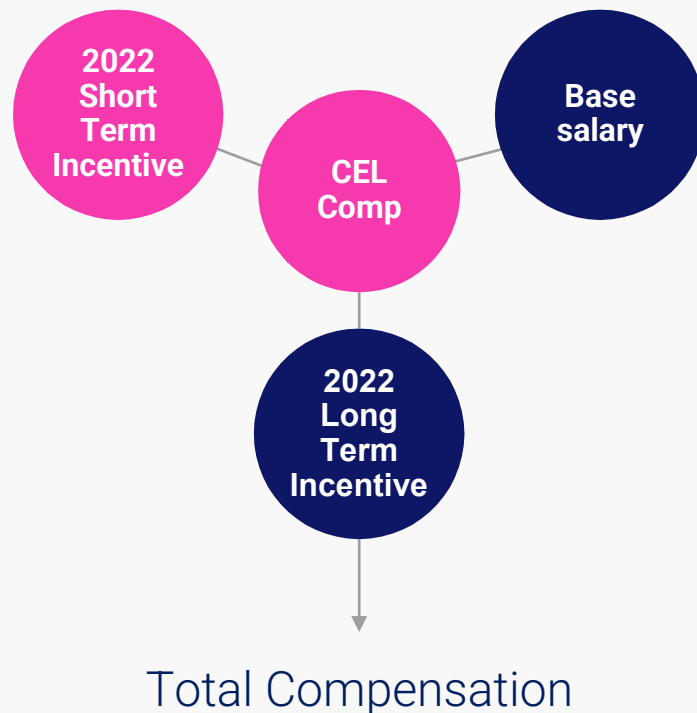 2022
Short
Term
Incentive
CEL
Comp
Base
salary
2022
Long
Term
Incentive
Total Compensation